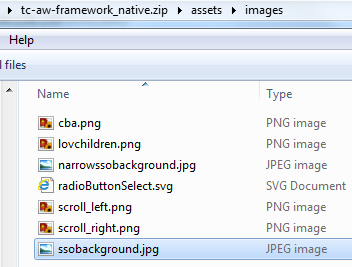 tc-aw-framework_native.zip assets images
Help
l files
Name Type
cba.png PNG image
lovchildren.png PNG image
narrowssobackground.jpg JPEG image
radioButtonSelect.svg SVG Document
scroll_left.png PNG image
scroll_right.png PNG image
ssobackground.jpg JPEG image